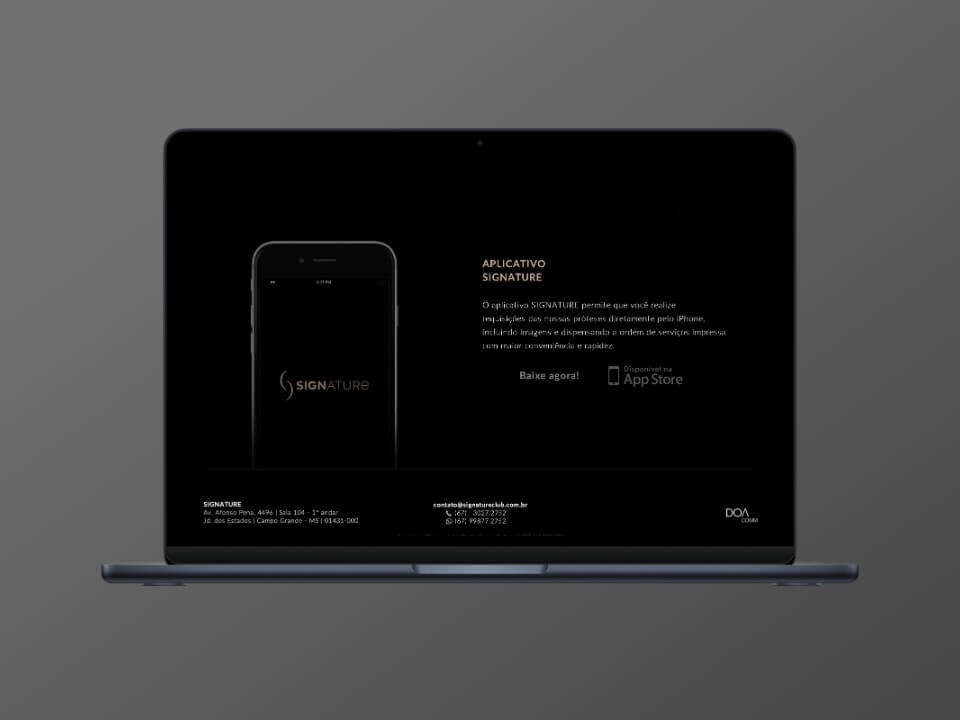 SIGNATURE
APLICATIVO
SIGNATURE
O aplicativo SIGNATURE permite que você realize
requisições das nossas próteses diretamente pelo iPhone,
incluindo imagens e dispensando a ordem de serviços impressa
com maior conveniência e rapidez.
Baixe agora!
Disponível na
App Store
SIGNATURE
Av. Afonso Pena, 4496 | Sala 104 - 1º andar
Jd. dos Estados | Campo Grande - MS | 01431-000
contato@signatureclub.com.br
(67) 3027.2752
(67) 99877.2752
DOA
COMM